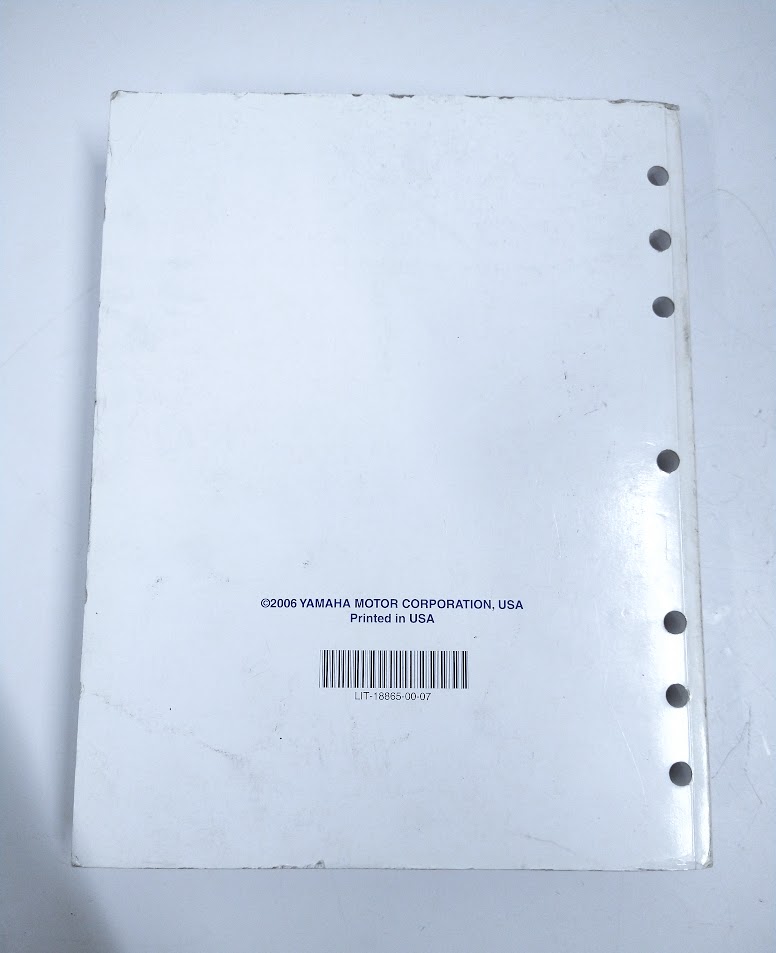 ©2006 YAMAHA MOTOR CORPORATION, USA
Printed in USA
LIT-18865-00-07